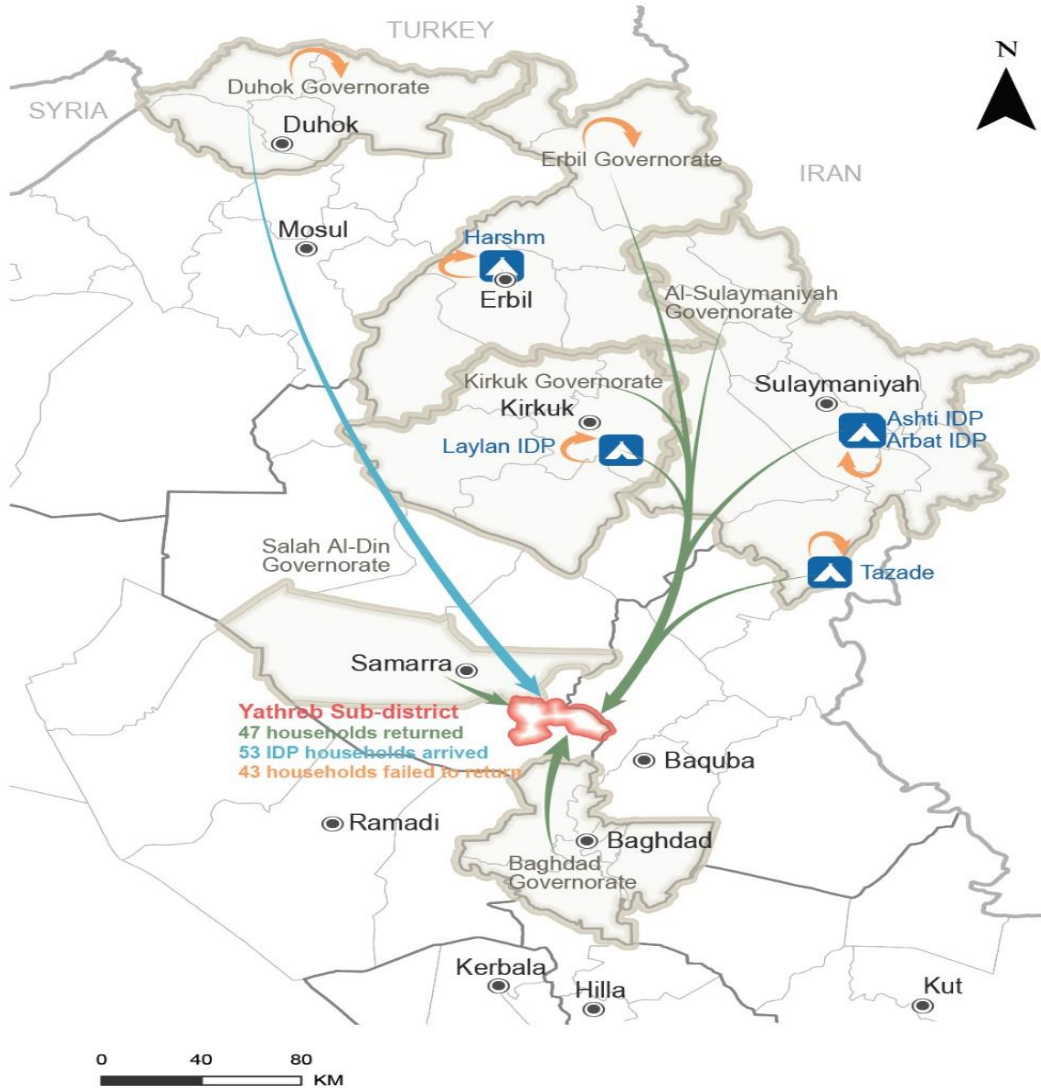 TURKEY
N
Duhok Governorate
SYRIA
Duhok
Erbil Governorate
IRAN
Mosul
Harshm
Erbil
Al-Sulaymaniyah
Governorate
Kirkuk Governorate
Kirkuk
Sulaymaniyah
Ashti IDP
Arbat IDP
Laylan IDP
Salah Al-Din
Governorate
Tazade
Samarra
Yathreb Sub-district
47 households returned
53 IDP households arrived
43 households failed to return
Baquba
Ramadi
Baghdad
Baghdad
Governorate
Kerbala
Hilla
Kut
0 40 80
KM